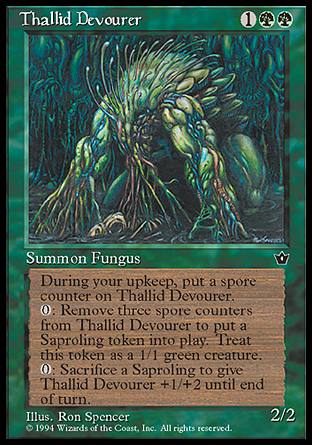 Thallid Devourer 1
Summon Fungus
During your upkeep, put a spore
counter on Thallid Devourer.
0: Remove three spore counters
from Thallid Devourer to put a
Saproling token into play. Treat
this token as a 1/1 green creature.
0: Sacrifice a Saproling to give
Thallid Devourer +1/+2 until end
of turn.
Illus. Ron Spencer 2/2
© 1994 Wizards of the Coast, Inc. All rights reserved.